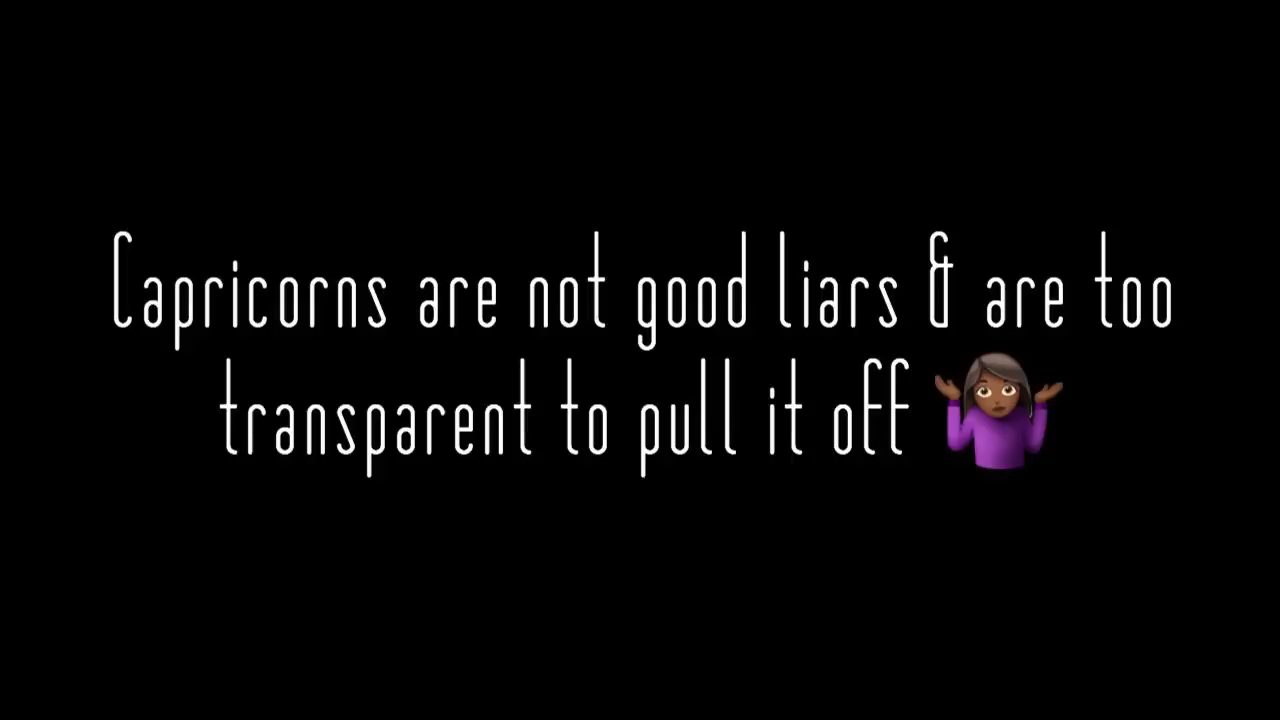 Capricorns are not good liars & are too
transparent to pull it off 🤷🏾‍♀️